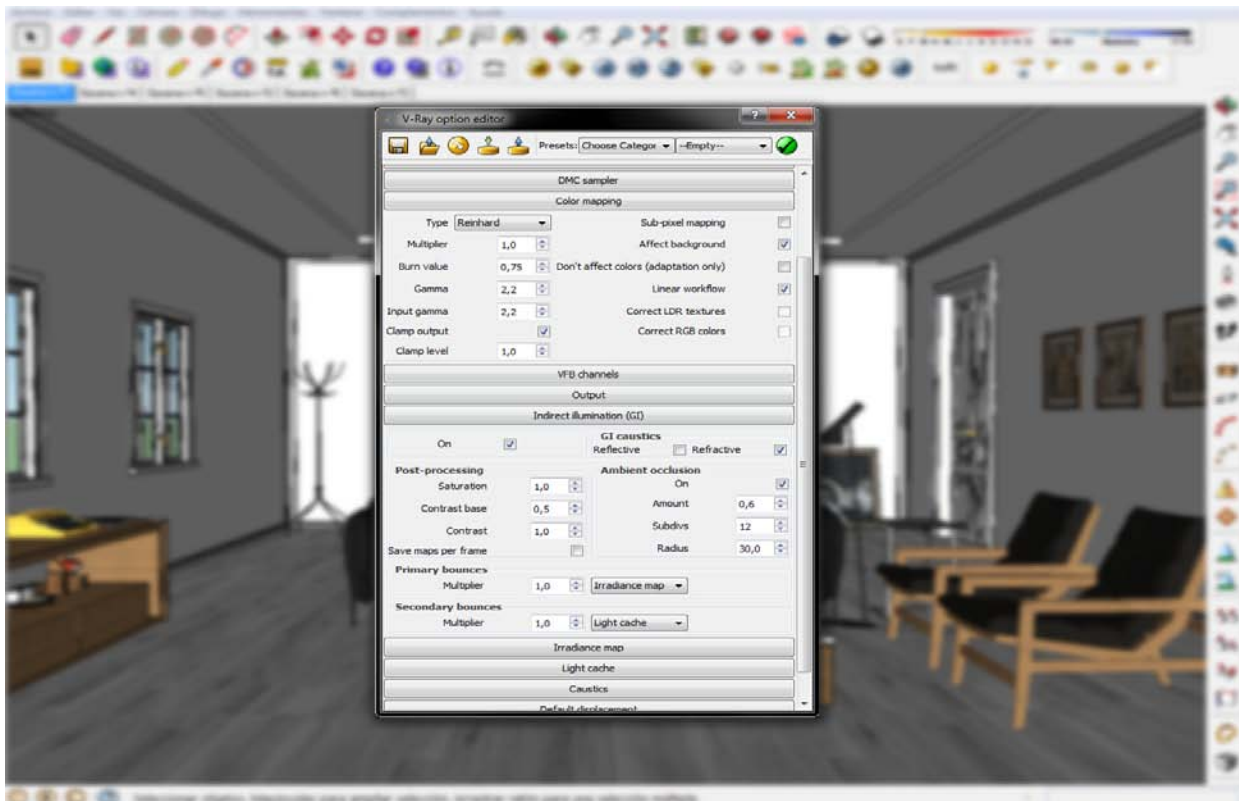 V-Ray option editor
Presets: Choose Categor --Empty--
DMC sampler
Color mapping
Type Reinhard Sub-pixel mapping
Multiplier 1,0 Affect background
Burn value 0,75 Don't affect colors (adaptation only)
Gamma 2,2 Linear workflow
Input gamma 2,2 Correct LDR textures
Clamp output Correct RGB colors
Clamp level 1,0
VFB channels
Output
Indirect illumination (GI)
GI caustics
On Reflective Refractive
Post-processing Ambient occlusion
Saturation 1,0 On
Contrast base 0,5 Amount 0,6
Contrast 1,0 Subdivs 12
Save maps per frame Radius 30,0
Primary bounces
Multiplier 1,0 Irradiance map
Secondary bounces
Multiplier 1,0 Light cache
Irradiance map
Light cache
Caustics
Default displacement